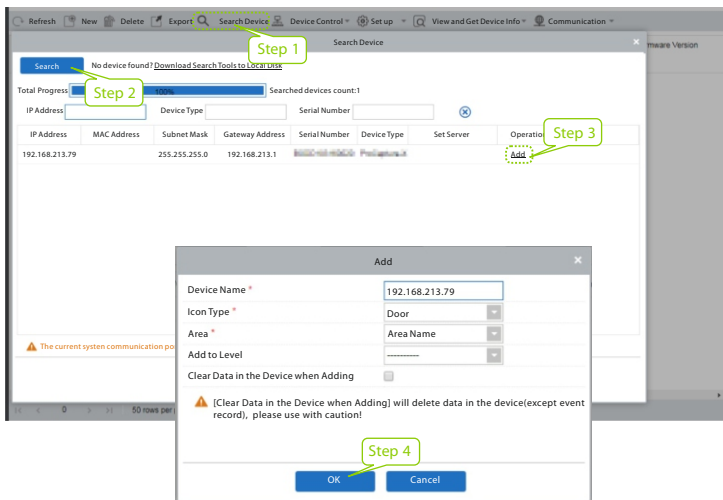 Refresh New Delete Export Search Device Device Control Set up View and Get Device Info Communication
Step 1
Search Device
mware Version
Search No device found? Download Search Tools to Local Disk
Step 2
Total Progress 100% Searched devices count:1
IP Address Device Type Serial Number
IP Address MAC Address Subnet Mask Gateway Address Serial Number Device Type Set Server Operation
Step 3
192.168.213.79 255.255.255.0 192.168.213.1 Add
Add
Device Name * 192.168.213.79
Icon Type * Door
Area * Area Name
Add to Level ----------
The current systen communication po
Clear Data in the Device when Adding
[Clear Data in the Device when Adding] will delete data in the device(except event
record), please use with caution!
0 50 rows per
Step 4
OK Cancel